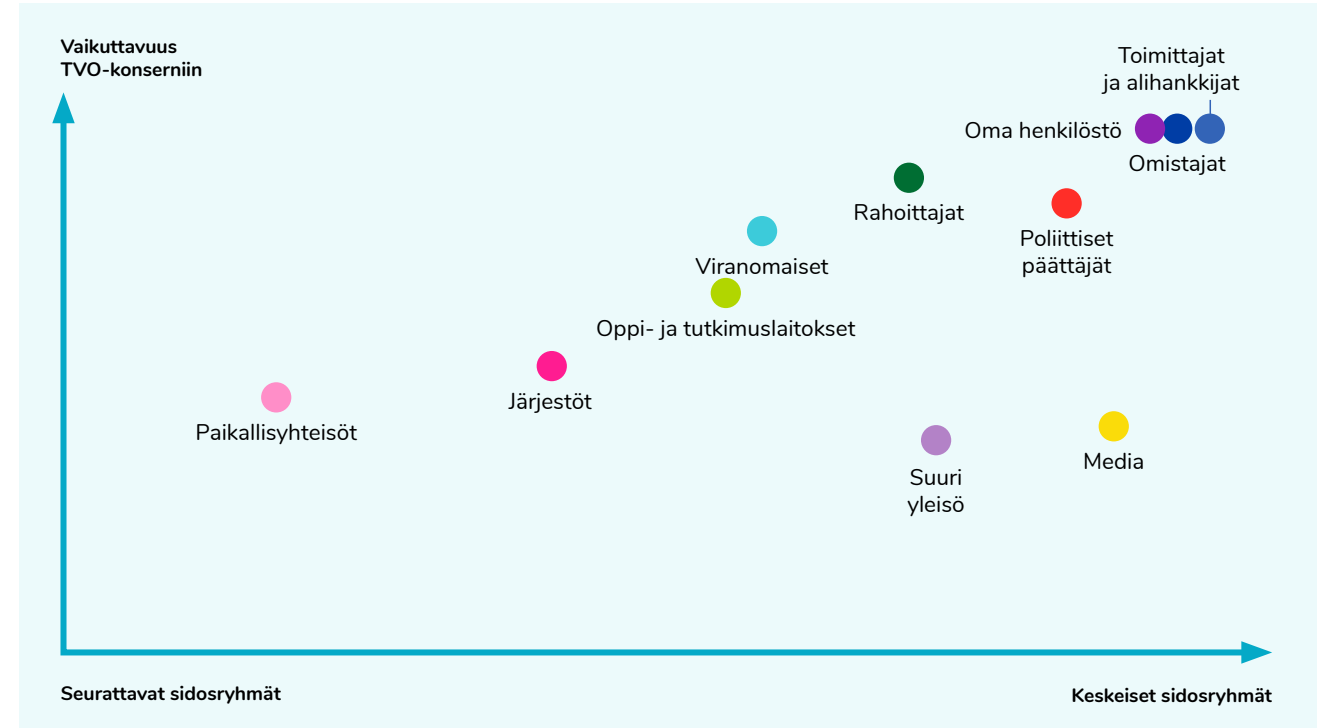 Vaikuttavuus
TVO-konserniin
Toimittajat
ja alihankkijat
Oma henkilöstö
Omistajat
Rahoittajat
Poliittiset
päättäjät
Viranomaiset
Oppi- ja tutkimuslaitokset
Järjestöt
Paikallisyhteisöt
Media
Suuri
yleisö
Seurattavat sidosryhmät
Keskeiset sidosryhmät